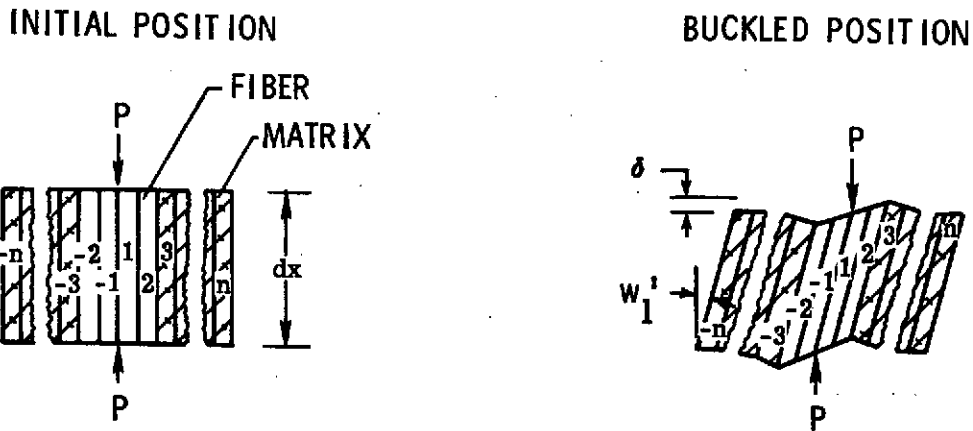 INITIAL POSITION
BUCKLED POSITION
P
FIBER
MATRIX
-n
-3
-2
-1
1
2
3
n
dx
P
P
δ
W₁'
-n
-3
-2
-1
1
2
3
n
P